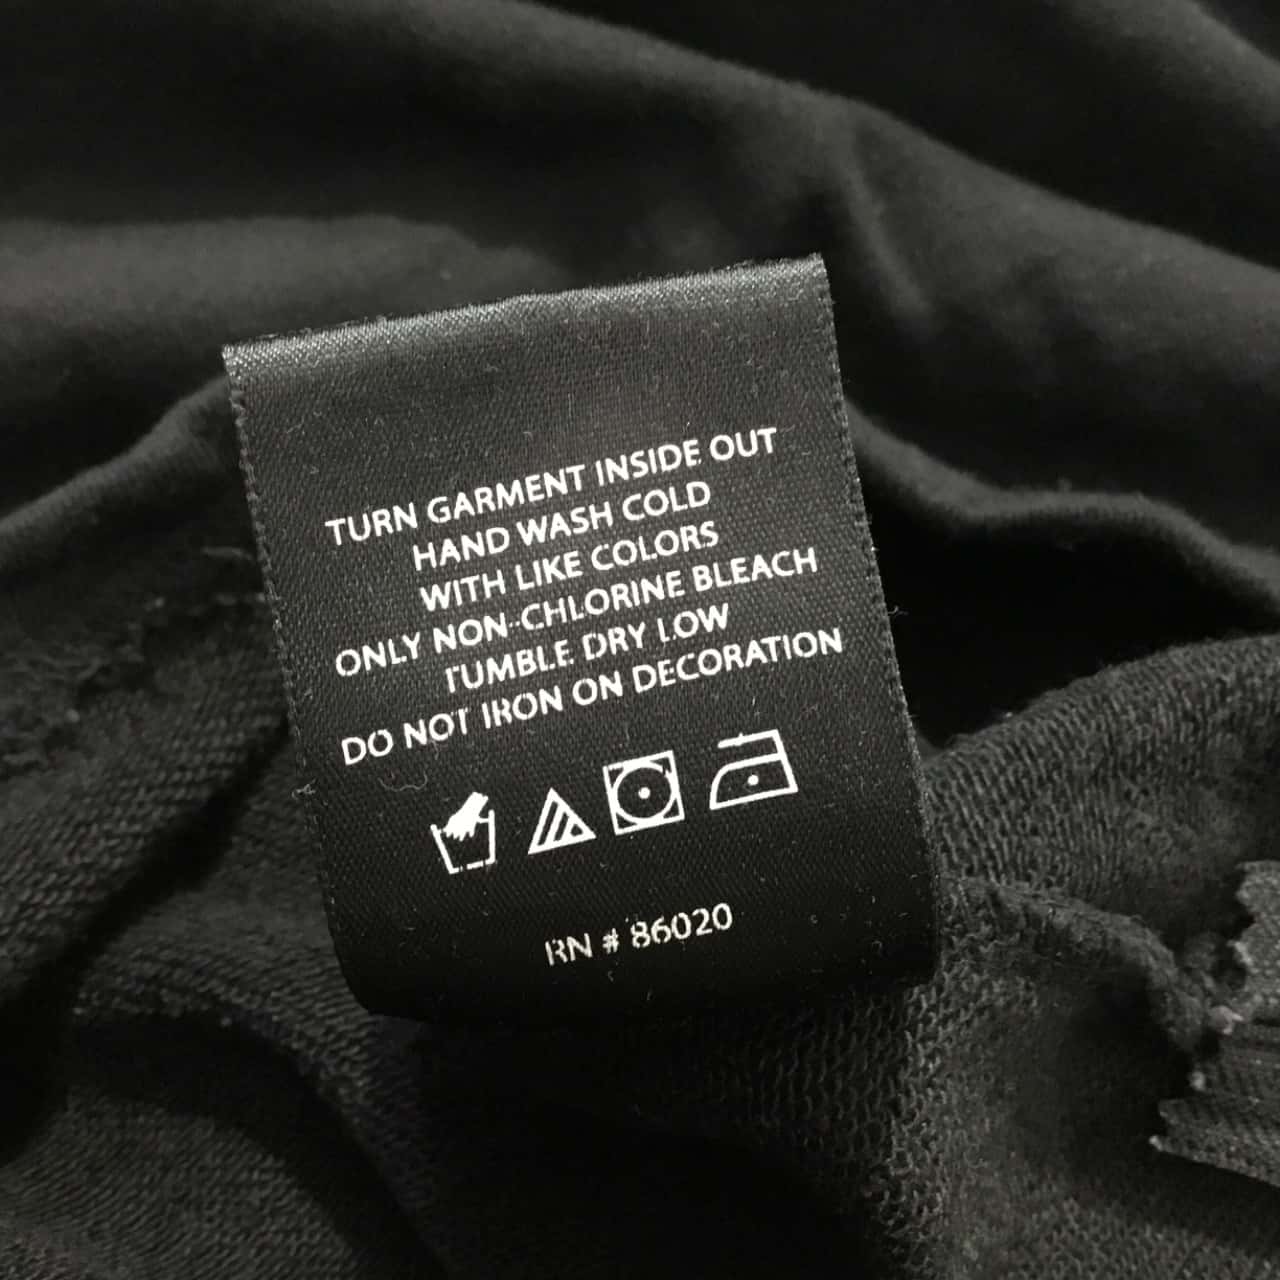 TURN GARMENT INSIDE OUT
HAND WASH COLD
WITH LIKE COLORS
ONLY NON-CHLORINE BLEACH
TUMBLE DRY LOW
DO NOT IRON ON DECORATION
RN # 86020